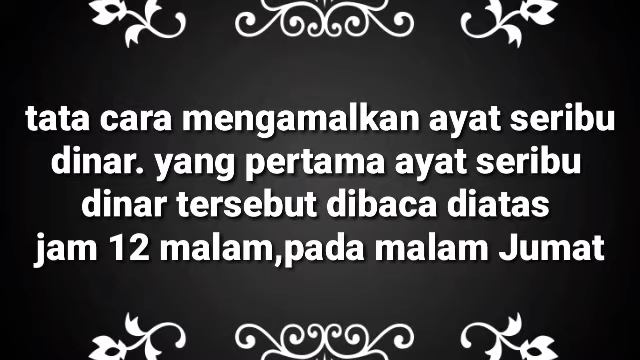 tata cara mengamalkan ayat seribu
dinar. yang pertama ayat seribu
dinar tersebut dibaca diatas
jam 12 malam,pada malam Jumat